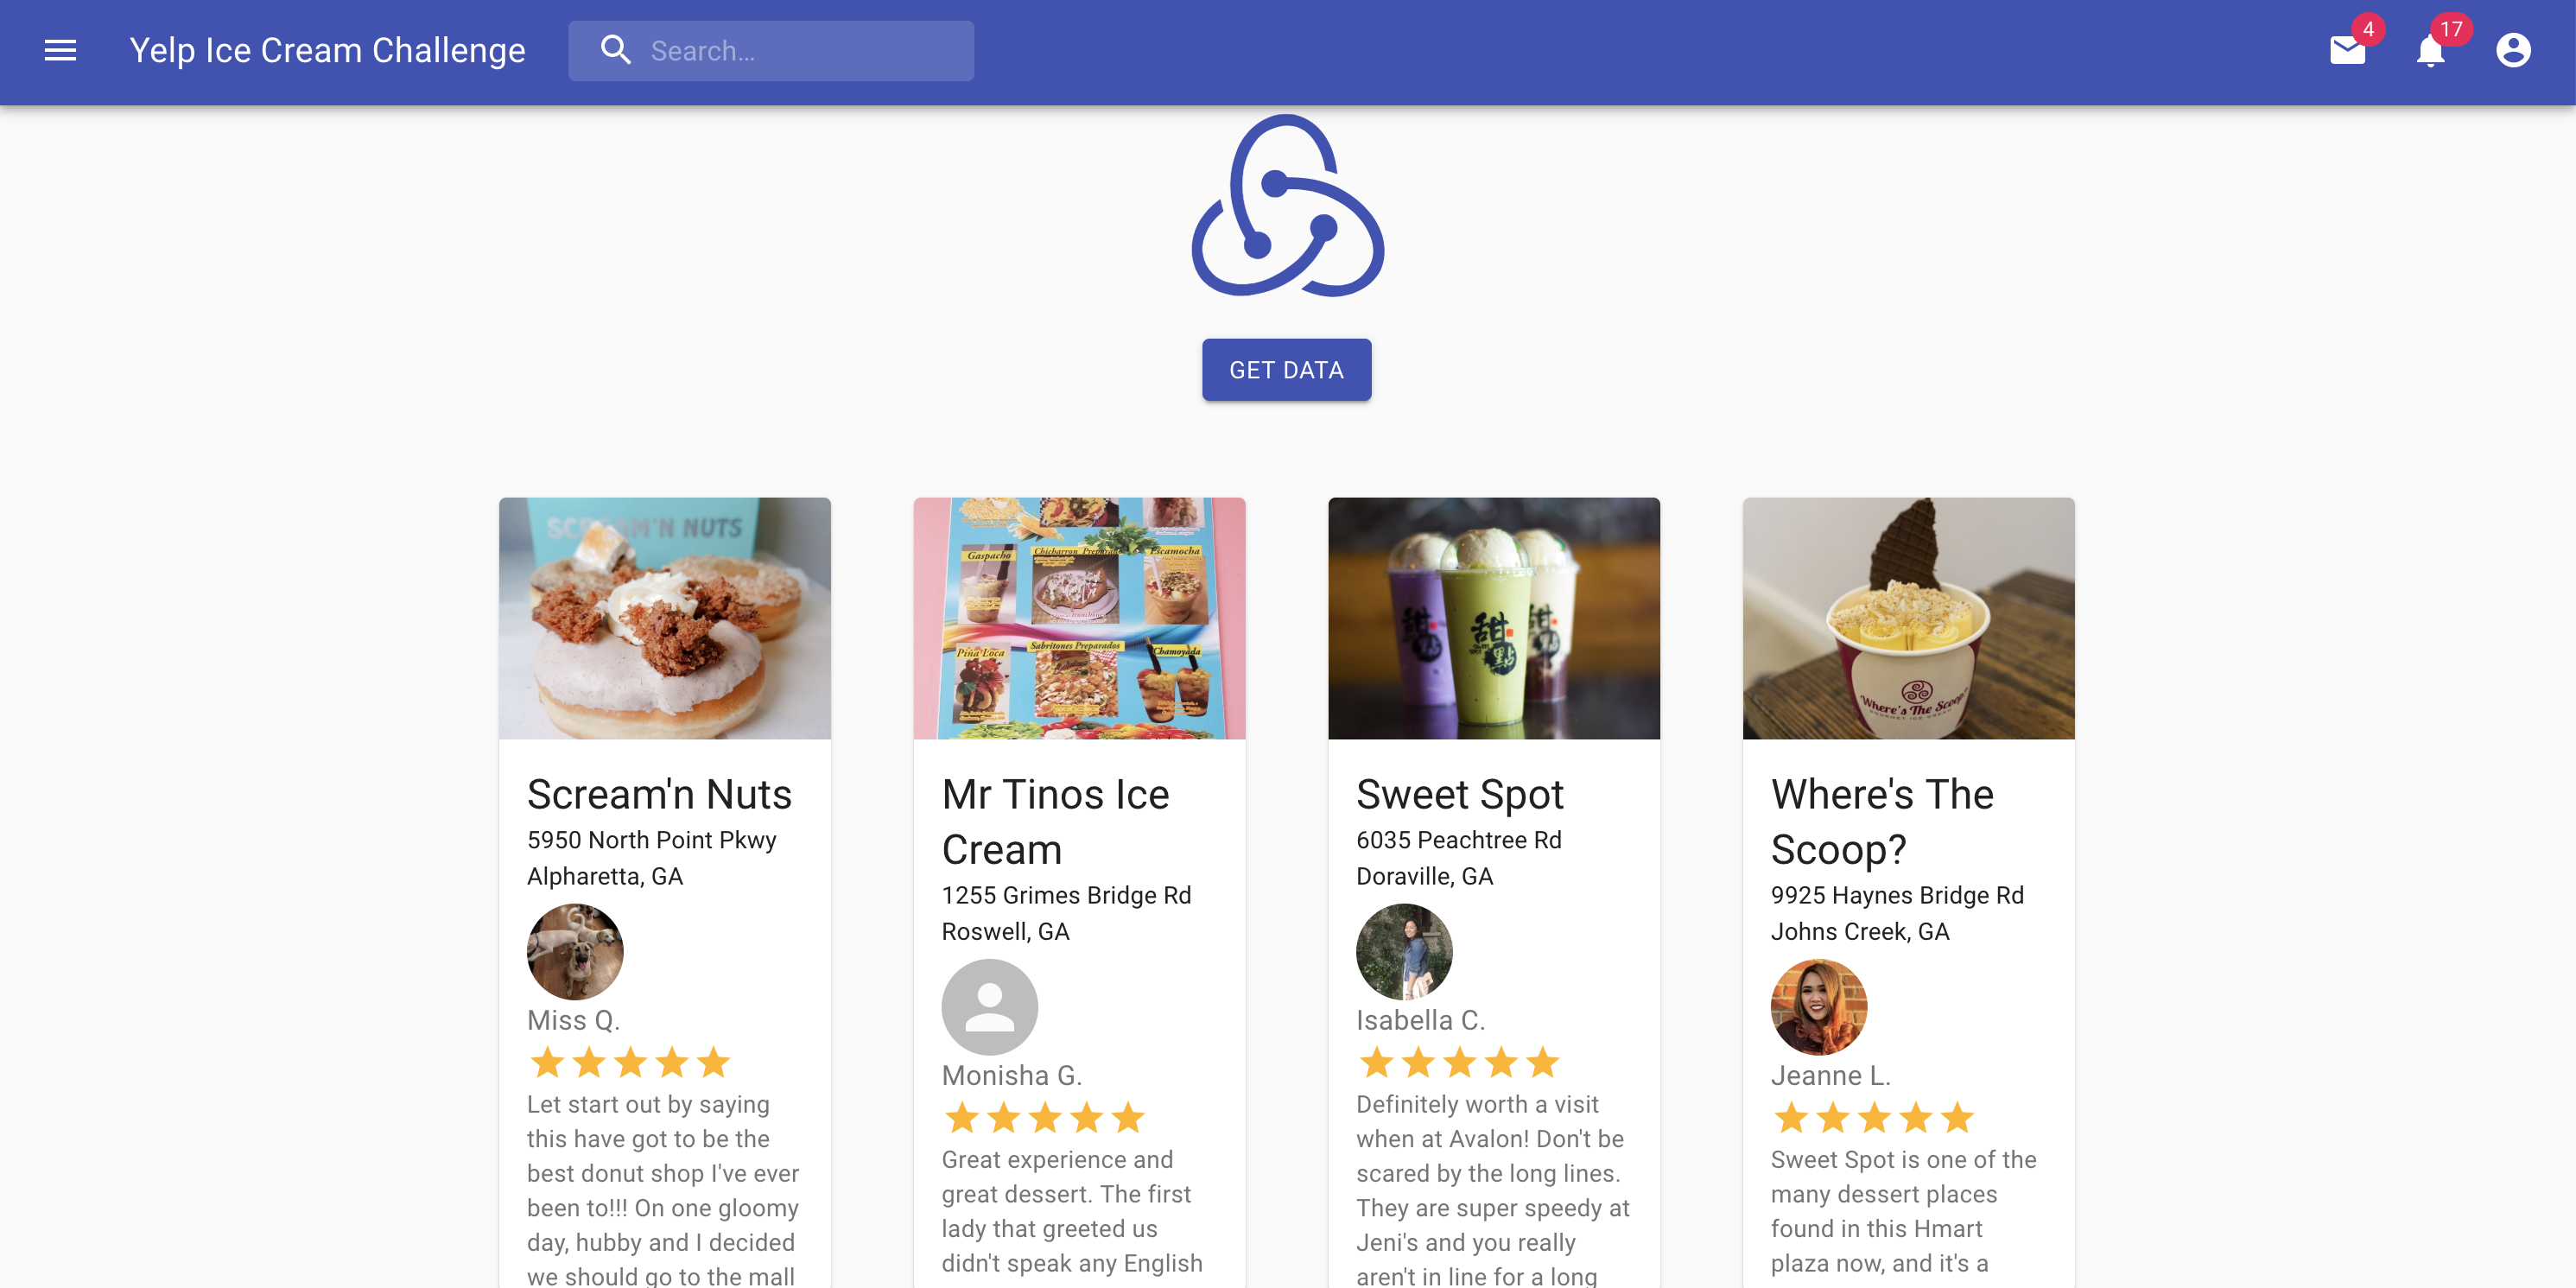 Yelp Ice Cream Challenge
Search...
4
17
GET DATA
SCREAM'N NUTS
Gaspacho
Chicharron Preparado
Escamocha
Piña Loca
Sabritones Preparados
Chamoyada
甜
點
甜
甜
Where's The Scoop
Scream'n Nuts
5950 North Point Pkwy
Alpharetta, GA
Miss Q.
Let start out by saying
this have got to be the
best donut shop I've ever
been to!!! On one gloomy
day, hubby and I decided
we should go to the mall
Mr Tinos Ice
Cream
1255 Grimes Bridge Rd
Roswell, GA
Monisha G.
Great experience and
great dessert. The first
lady that greeted us
didn't speak any English
Sweet Spot
6035 Peachtree Rd
Doraville, GA
Isabella C.
Definitely worth a visit
when at Avalon! Don't be
scared by the long lines.
They are super speedy at
Jeni's and you really
aren't in line for a long
Where's The
Scoop?
9925 Haynes Bridge Rd
Johns Creek, GA
Jeanne L.
Sweet Spot is one of the
many dessert places
found in this Hmart
plaza now, and it's a